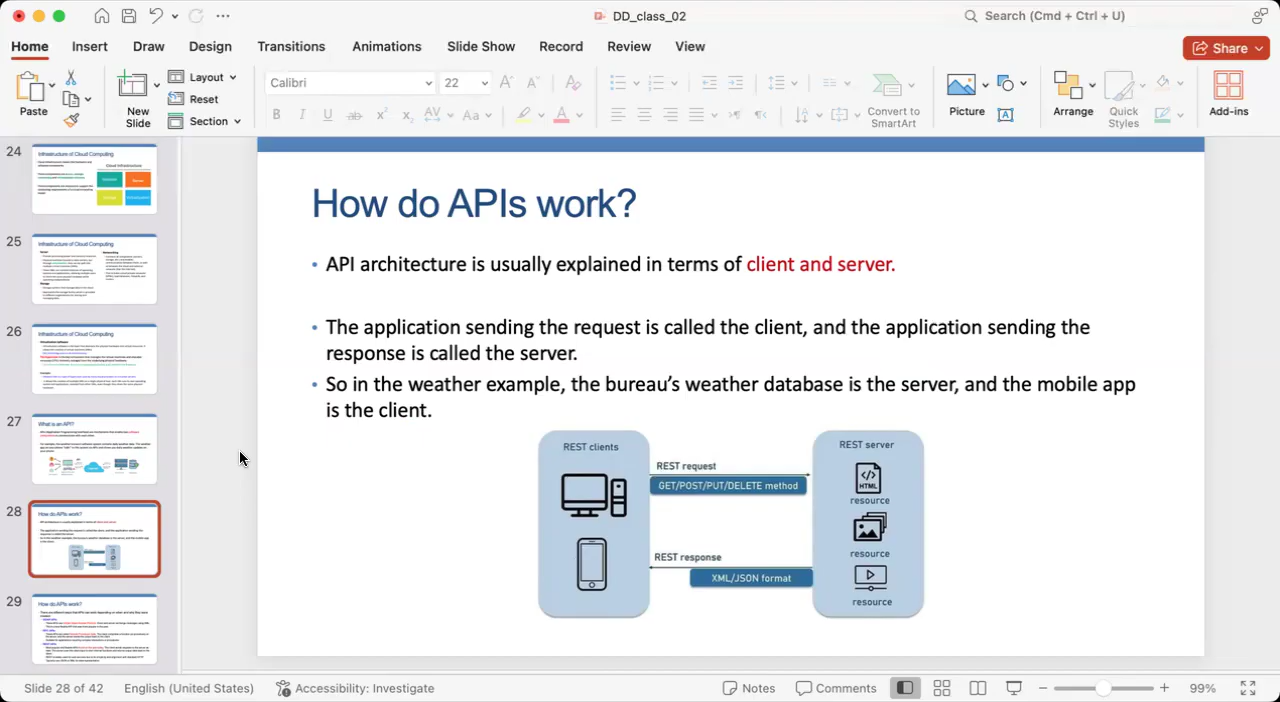 DD_class_02
Search (Cmd + Ctrl + U)
Home Insert Draw Design Transitions Animations Slide Show Record Review View Share
Paste
New
Slide
Layout
Reset
Section
Calibri 22
Convert to
SmartArt
Picture
Arrange
Quick
Styles
Add-ins
24
Infrastructure of Cloud Computing
25
Infrastructure of Cloud Computing
26
Infrastructure of Cloud Computing
27
What is an API?
28
How do APIs work?
29
How do APIs work?
How do APIs work?
• API architecture is usually explained in terms of client and server.
• The application sending the request is called the client, and the application sending the
response is called the server.
• So in the weather example, the bureau’s weather database is the server, and the mobile app
is the client.
REST clients
REST request
GET/POST/PUT/DELETE method
REST response
XML/JSON format
REST server
HTML
resource
resource
resource
Slide 28 of 42 English (United States) Accessibility: Investigate Notes Comments 99%